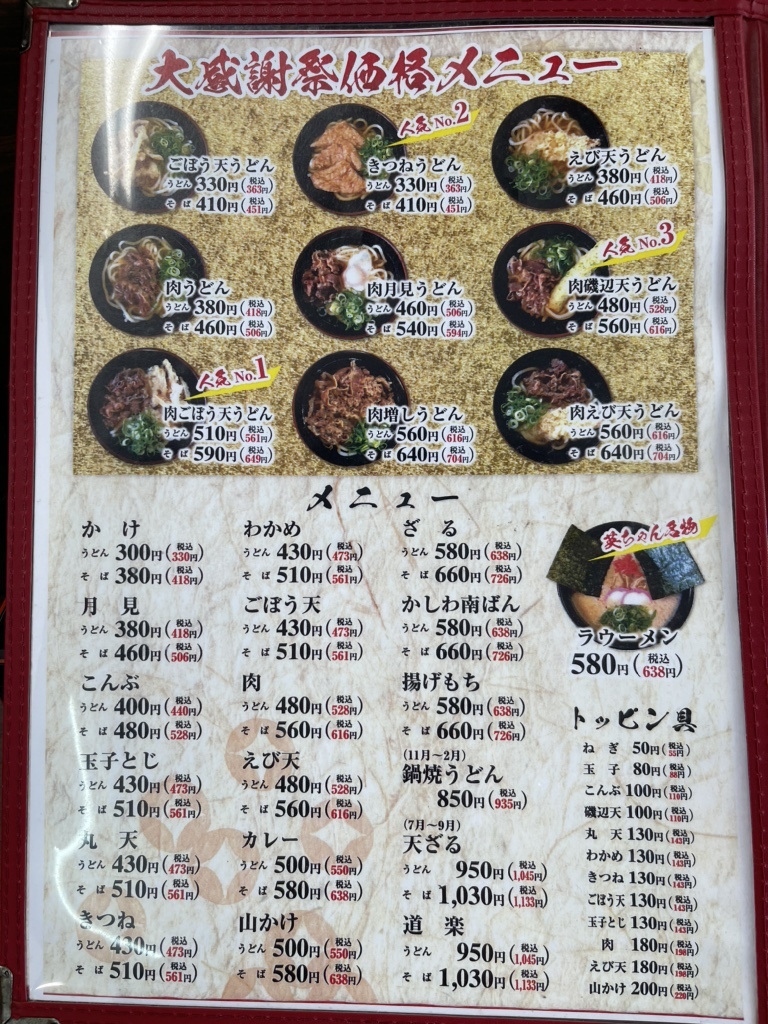 大感謝祭価格メニュー
ごぼう天うどん
うどん 330円(税込363円)
そば 410円(税込451円)
人気 No.2
きつねうどん
うどん 330円(税込363円)
そば 410円(税込451円)
えび天うどん
うどん 380円(税込418円)
そば 460円(税込506円)
肉うどん
うどん 380円(税込418円)
そば 460円(税込506円)
肉月見うどん
うどん 460円(税込506円)
そば 540円(税込594円)
人気 No.3
肉磯辺天うどん
うどん 480円(税込528円)
そば 560円(税込616円)
人気 No.1
肉ごぼう天うどん
うどん 510円(税込561円)
そば 590円(税込649円)
肉増しうどん
うどん 560円(税込616円)
そば 640円(税込704円)
肉えび天うどん
うどん 560円(税込616円)
そば 640円(税込704円)
メニュー
かけ
うどん 300円(税込330円)
そば 380円(税込418円)
月見
うどん 380円(税込418円)
そば 460円(税込506円)
こんぶ
うどん 400円(税込440円)
そば 480円(税込528円)
玉子とじ
うどん 430円(税込473円)
そば 510円(税込561円)
丸天
うどん 430円(税込473円)
そば 510円(税込561円)
きつね
うどん 430円(税込473円)
そば 510円(税込561円)
わかめ
うどん 430円(税込473円)
そば 510円(税込561円)
ごぼう天
うどん 430円(税込473円)
そば 510円(税込561円)
肉
うどん 480円(税込528円)
そば 560円(税込616円)
えび天
うどん 480円(税込528円)
そば 560円(税込616円)
カレー
うどん 500円(税込550円)
そば 580円(税込638円)
山かけ
うどん 500円(税込550円)
そば 580円(税込638円)
ざる
うどん 580円(税込638円)
そば 660円(税込726円)
かしわ南ばん
うどん 580円(税込638円)
そば 660円(税込726円)
揚げもち
うどん 580円(税込638円)
そば 660円(税込726円)
(11月～2月)
鍋焼うどん
850円(税込935円)
(7月～9月)
天ざる
うどん 950円(税込1,045円)
そば 1,030円(税込1,133円)
道楽
うどん 950円(税込1,045円)
そば 1,030円(税込1,133円)
ちゃん名物
ラウーメン
580円(税込638円)
トッピン具
ねぎ 50円(税込55円)
玉子 80円(税込88円)
こんぶ 100円(税込110円)
磯辺天 100円(税込110円)
丸天 130円(税込143円)
わかめ 130円(税込143円)
きつね 130円(税込143円)
ごぼう天 130円(税込143円)
玉子とじ 130円(税込143円)
肉 180円(税込198円)
えび天 180円(税込198円)
山かけ 200円(税込220円)